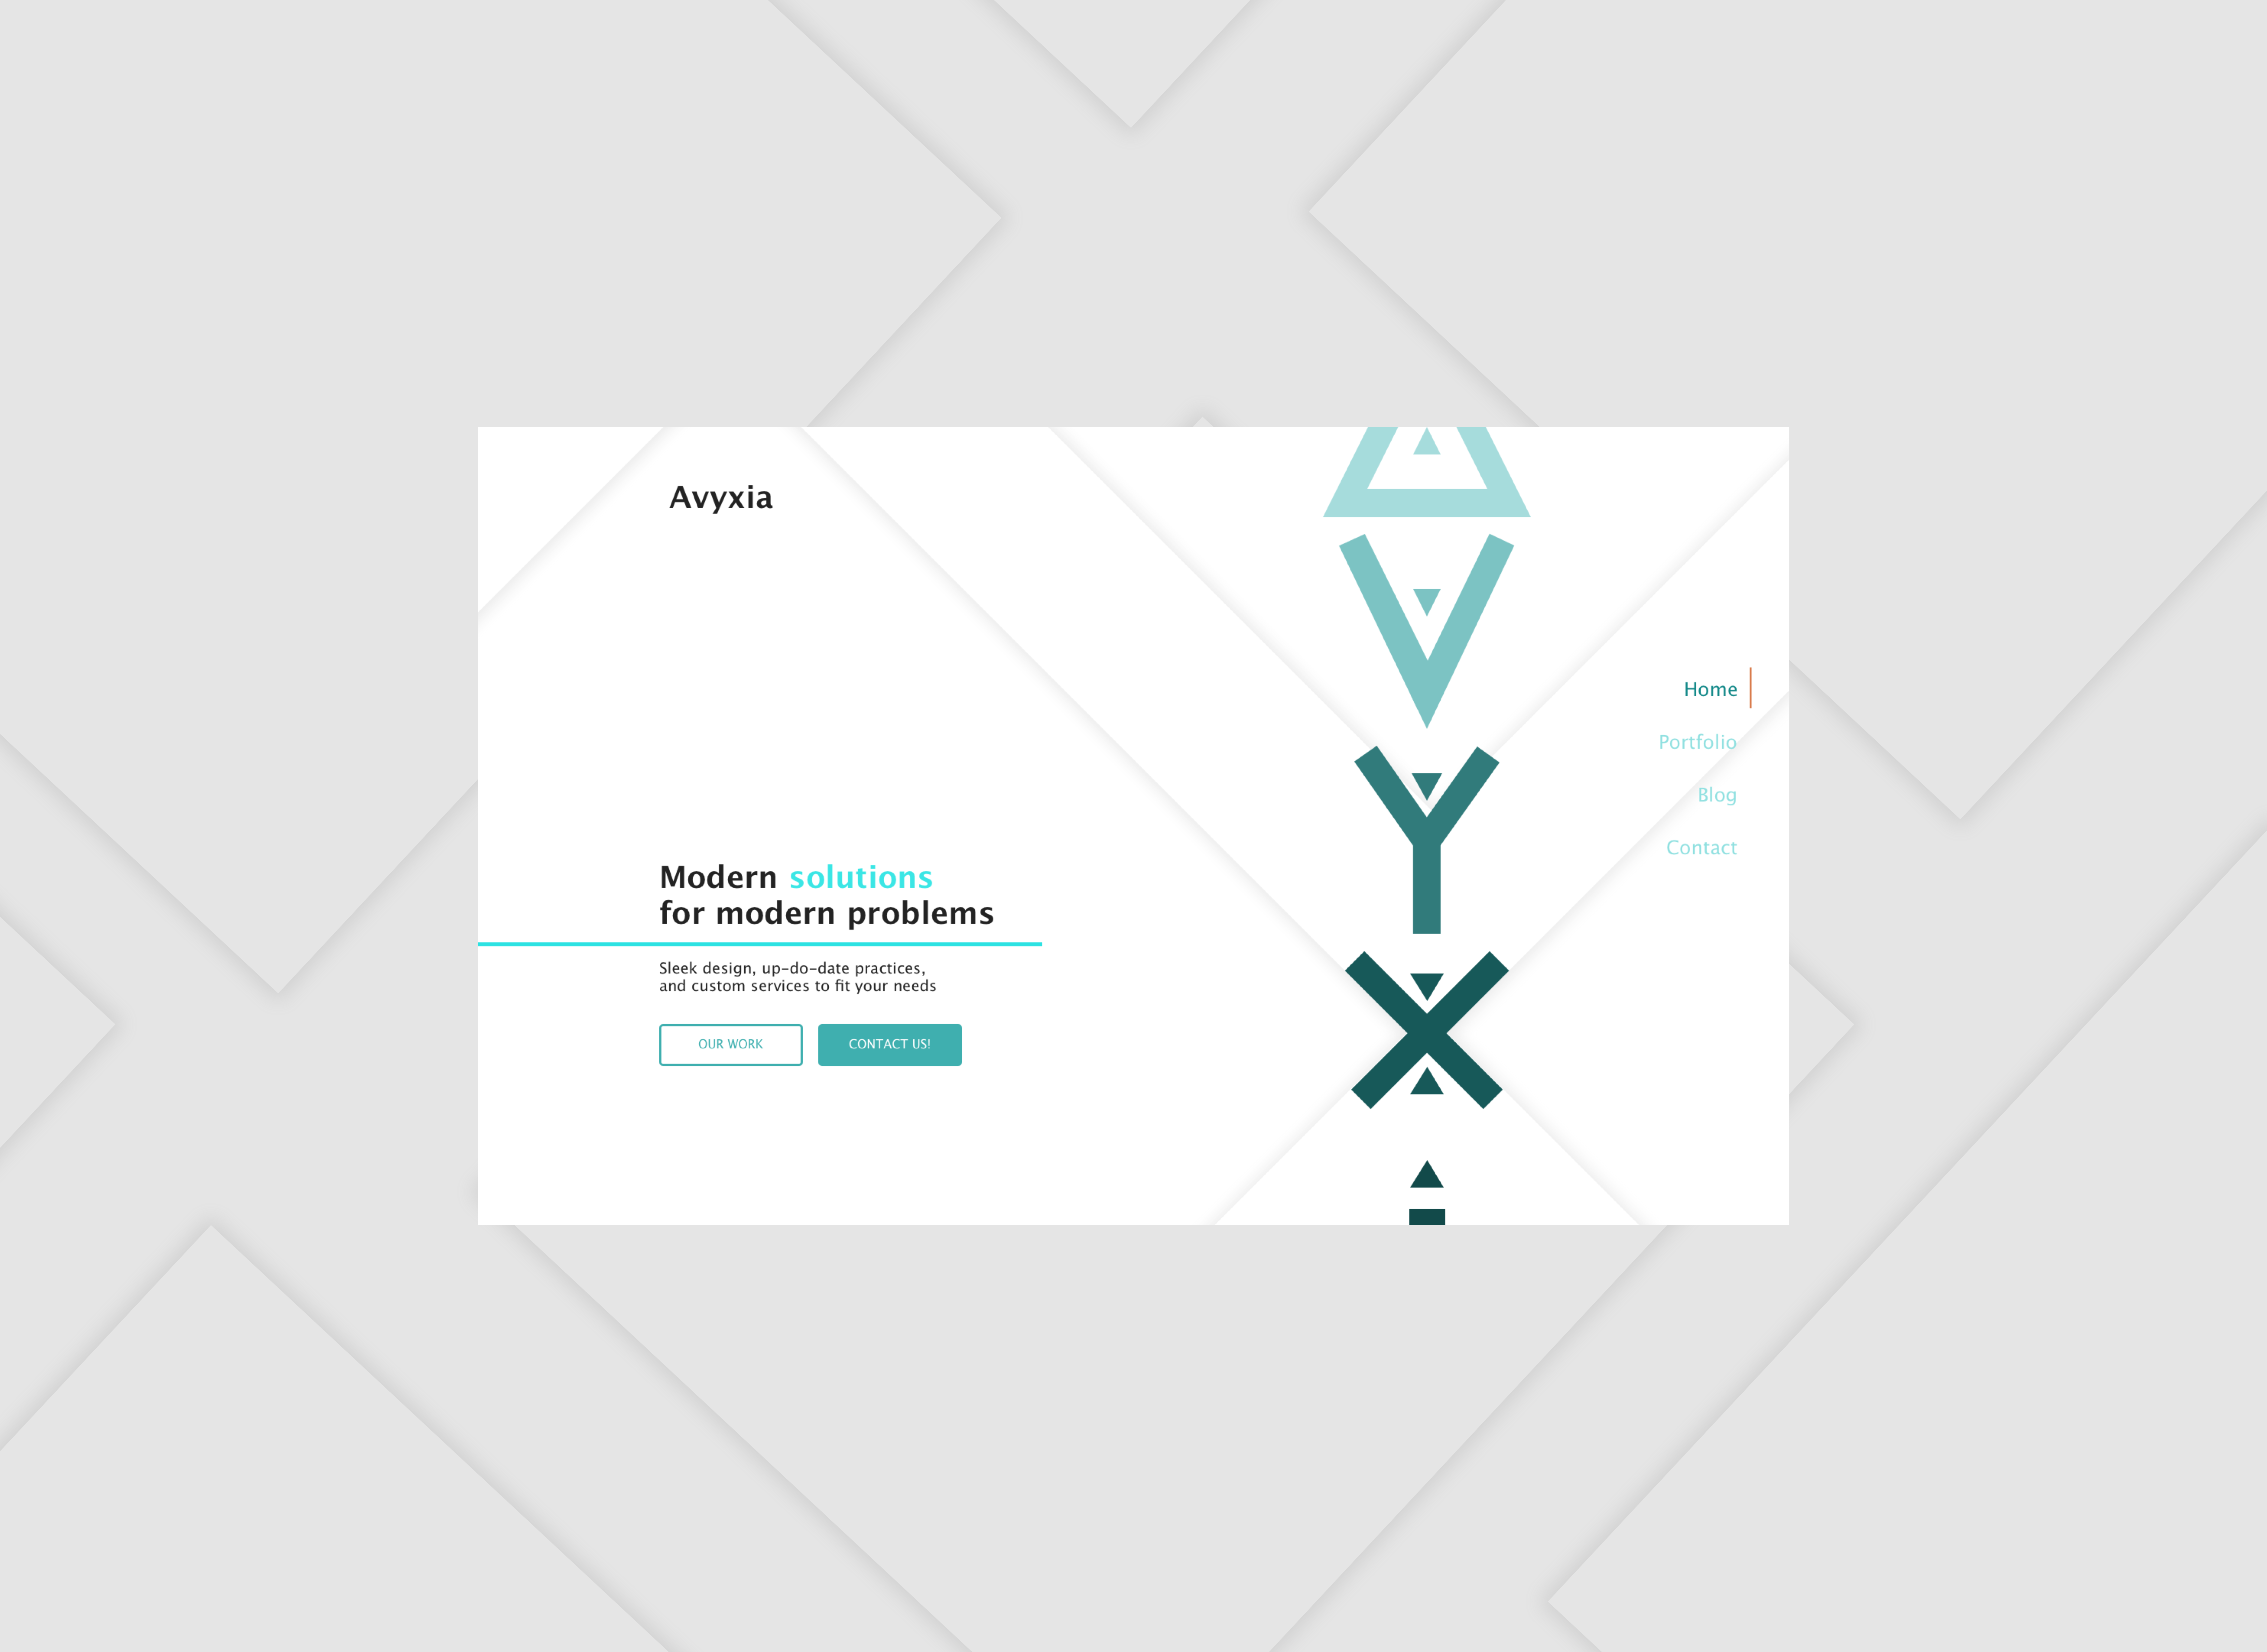 Avyxia
A
V
Y
X
Home
Portfolio
Blog
Contact
Modern solutions
for modern problems
Sleek design, up-do-date practices,
and custom services to fit your needs
OUR WORK
CONTACT US!